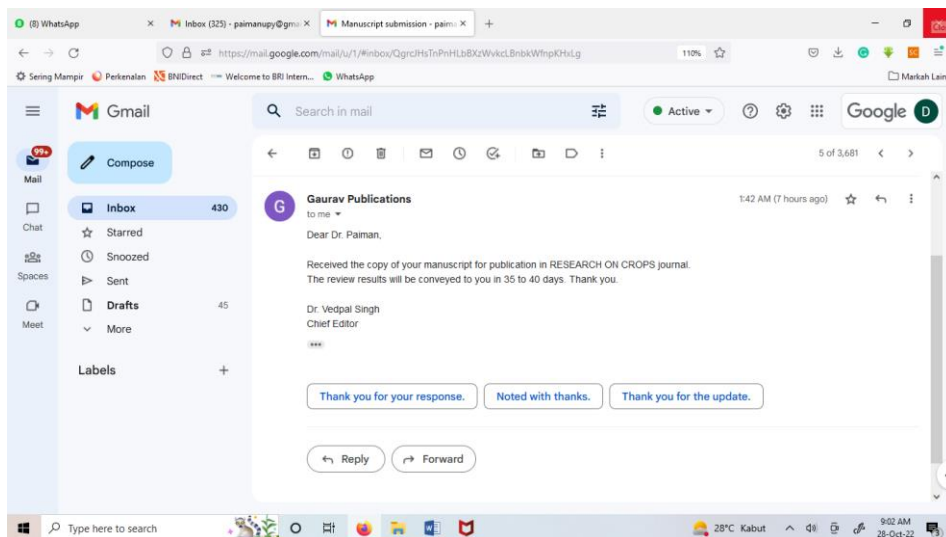 (8) WhatsApp
Inbox (325) - paimanupy@gma
Manuscript submission - paima
https://mail.google.com/mail/u/1/#inbox/QgrcJHsTnPnHLbBXzWvkcLBnbkWfnpKHxLg
110%
Sering Mampir
Perkenalan
BNIDirect
Welcome to BRI Intern...
WhatsApp
Markah Lain
Gmail
Search in mail
Active
Google
D
99+
Mail
Compose
5 of 3,681
Inbox 430
Chat
Starred
Snoozed
Spaces
Sent
Drafts 45
Meet
More
Labels
G
Gaurav Publications
1:42 AM (7 hours ago)
to me
Dear Dr. Paiman,
Received the copy of your manuscript for publication in RESEARCH ON CROPS journal.
The review results will be conveyed to you in 35 to 40 days. Thank you.
Dr. Vedpal Singh
Chief Editor
Thank you for your response.
Noted with thanks.
Thank you for the update.
Reply
Forward
Type here to search
28°C Kabut
9:02 AM
28-Oct-22